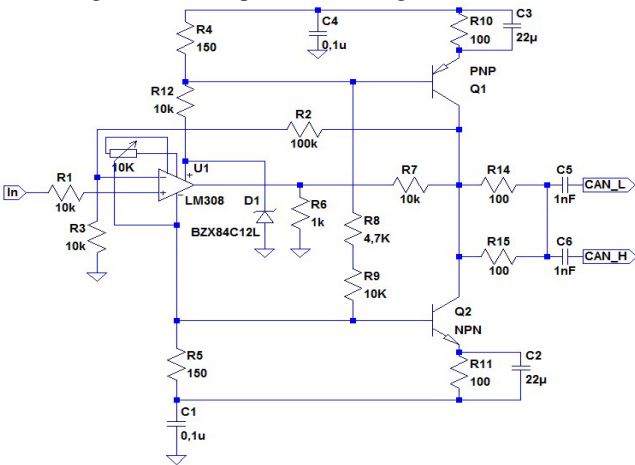 R4
150
C4
0,1u
R10
100
C3
22µ
PNP
Q1
R12
10k
R2
100k
10K
U1
LM308
In
R1
10k
R3
10k
D1
BZX84C12L
R6
1k
R7
10k
R8
4,7K
R9
10K
R14
100
C5
1nF
CAN_L
R15
100
C6
1nF
CAN_H
Q2
NPN
R5
150
R11
100
C2
22µ
C1
0,1u